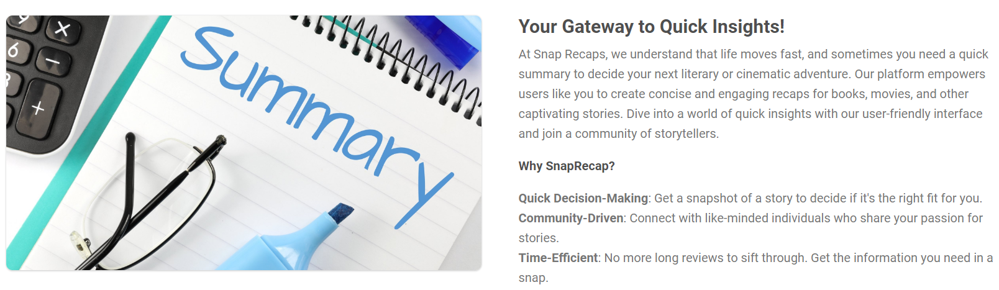 9
×
6
−
8
+
Summary
Your Gateway to Quick Insights!
At Snap Recaps, we understand that life moves fast, and sometimes you need a quick
summary to decide your next literary or cinematic adventure. Our platform empowers
users like you to create concise and engaging recaps for books, movies, and other
captivating stories. Dive into a world of quick insights with our user-friendly interface
and join a community of storytellers.
Why SnapRecap?
Quick Decision-Making: Get a snapshot of a story to decide if it's the right fit for you.
Community-Driven: Connect with like-minded individuals who share your passion for
stories.
Time-Efficient: No more long reviews to sift through. Get the information you need in a
snap.